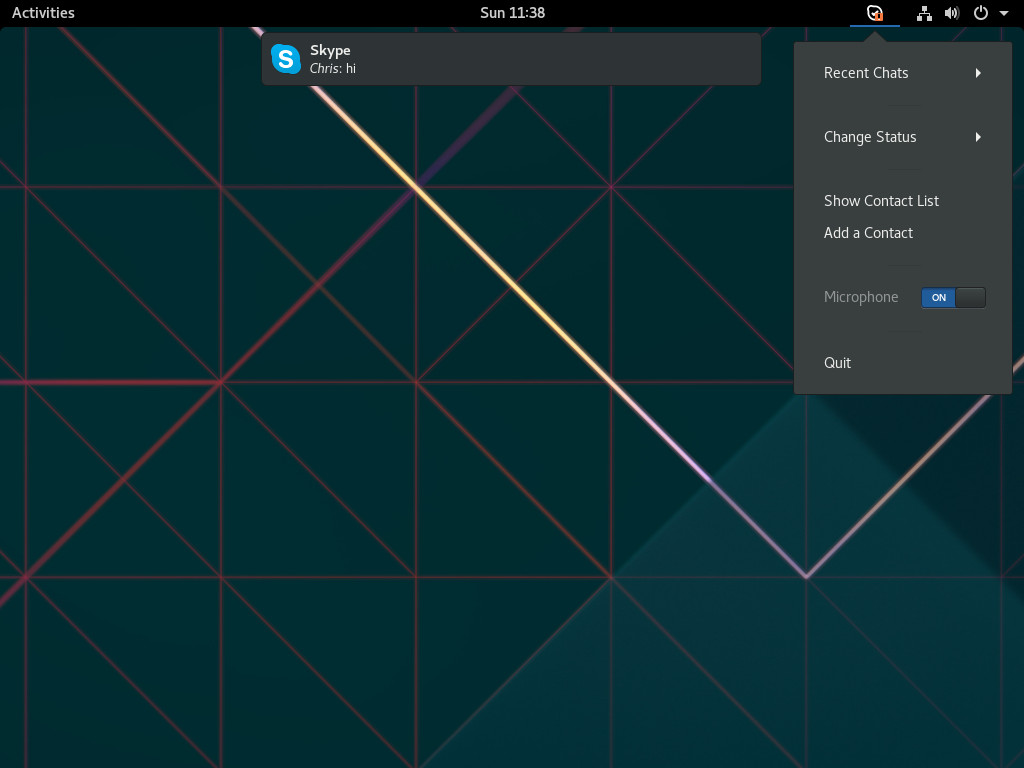 Activities
Sun 11:38
Skype
Chris: hi
Recent Chats
Change Status
Show Contact List
Add a Contact
Microphone ON
Quit